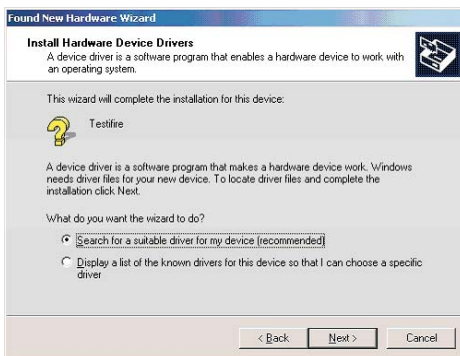 Found New Hardware Wizard
Install Hardware Device Drivers
A device driver is a software program that enables a hardware device to work with
an operating system.
This wizard will complete the installation for this device:
Testifire
A device driver is a software program that makes a hardware device work. Windows
needs driver files for your new device. To locate driver files and complete the
installation click Next.
What do you want the wizard to do?
Search for a suitable driver for my device (recommended)
Display a list of the known drivers for this device so that I can choose a specific
driver
< Back Next > Cancel